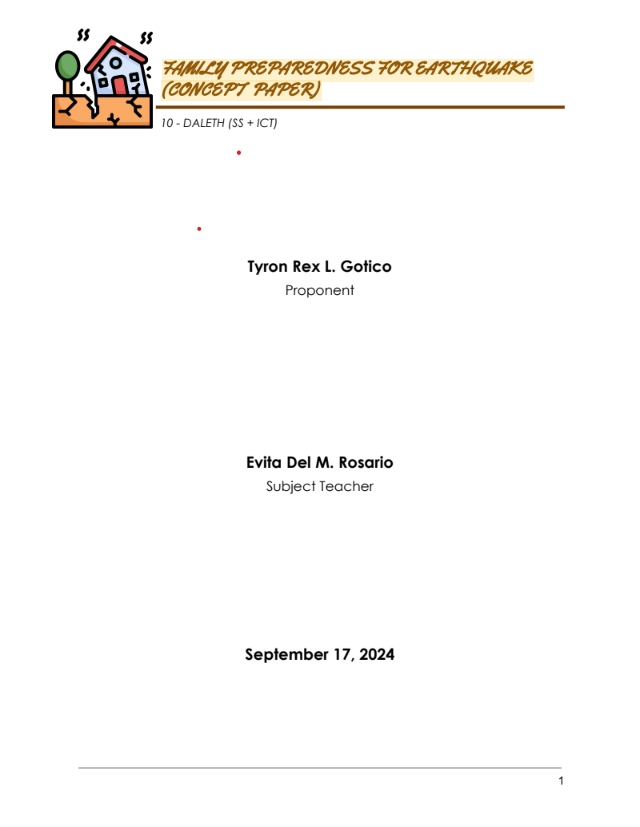 FAMILY PREPAREDNESS FOR EARTHQUAKE
(CONCEPT PAPER)
10 - DALETH (SS + ICT)
Tyron Rex L. Gotico
Proponent
Evita Del M. Rosario
Subject Teacher
September 17, 2024
1